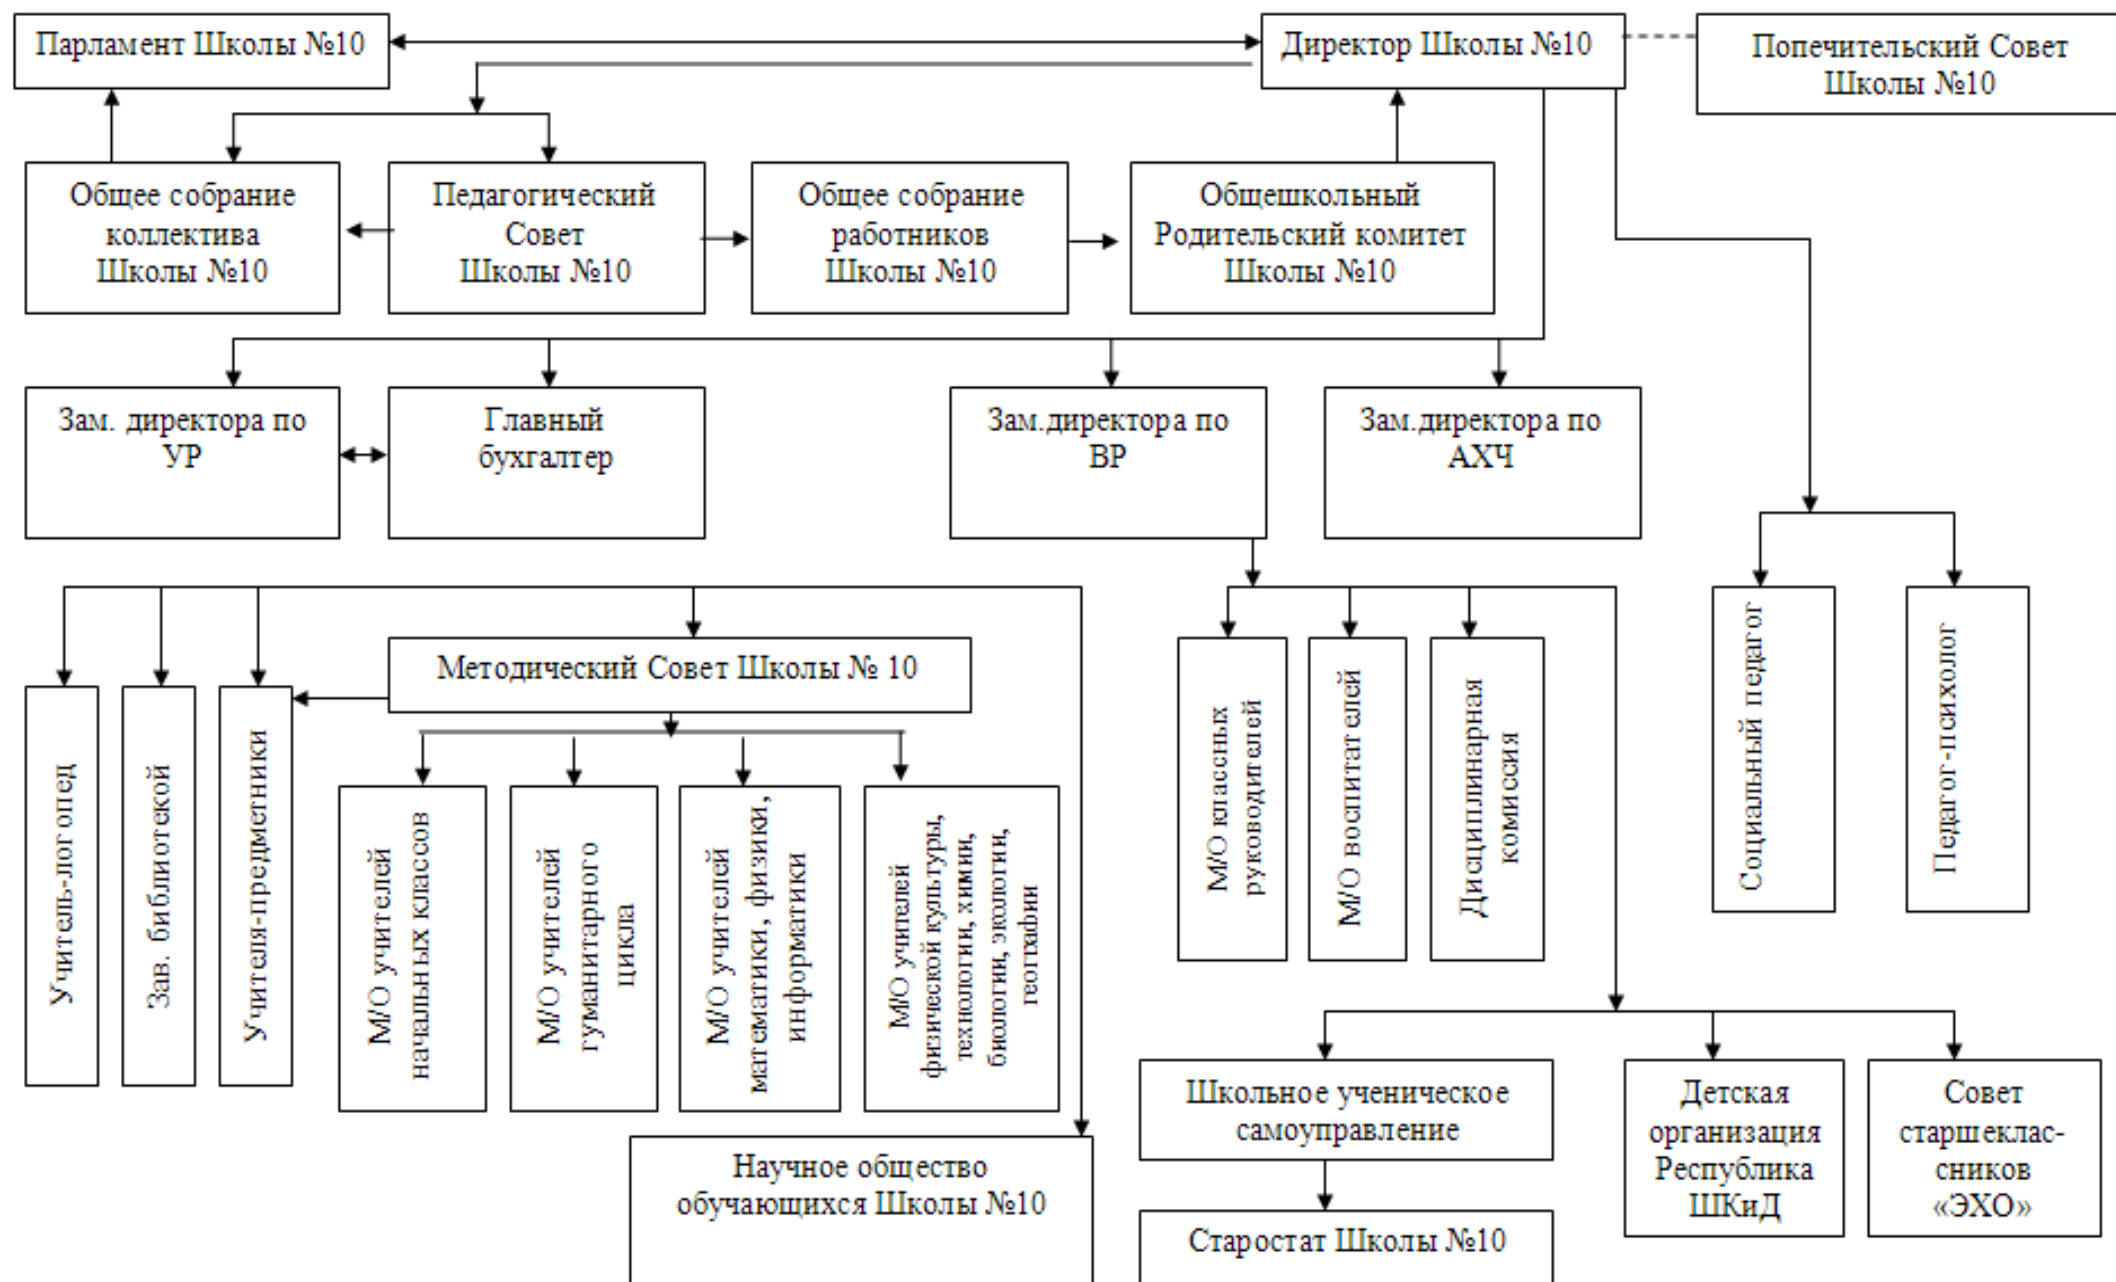 Парламент Школы №10
Директор Школы №10
Попечительский Совет
Школы №10
Общее собрание
коллектива
Школы №10
Педагогический
Совет
Школы №10
Общее собрание
работников
Школы №10
Общешкольный
Родительский комитет
Школы №10
Зам. директора по
УР
Главный
бухгалтер
Зам.директора по
ВР
Зам.директора по
АХЧ
Методический Совет Школы № 10
Учитель-логопед
Зав. библиотекой
Учителя-предметники
М/О учителей
начальных классов
М/О учителей
гуманитарного
цикла
М/О учителей
математики, физики,
информатики
М/О учителей
физической культуры,
технологии, химии,
биологии, экологии,
географии
М/О классных
руководителей
М/О воспитателей
Дисциплинарная
комиссия
Социальный педагог
Педагог-психолог
Научное общество
обучающихся Школы №10
Школьное ученическое
самоуправление
Старостат Школы №10
Детская
организация
Республика
ШКиД
Совет
старшеклас-
сников
«ЭХО»